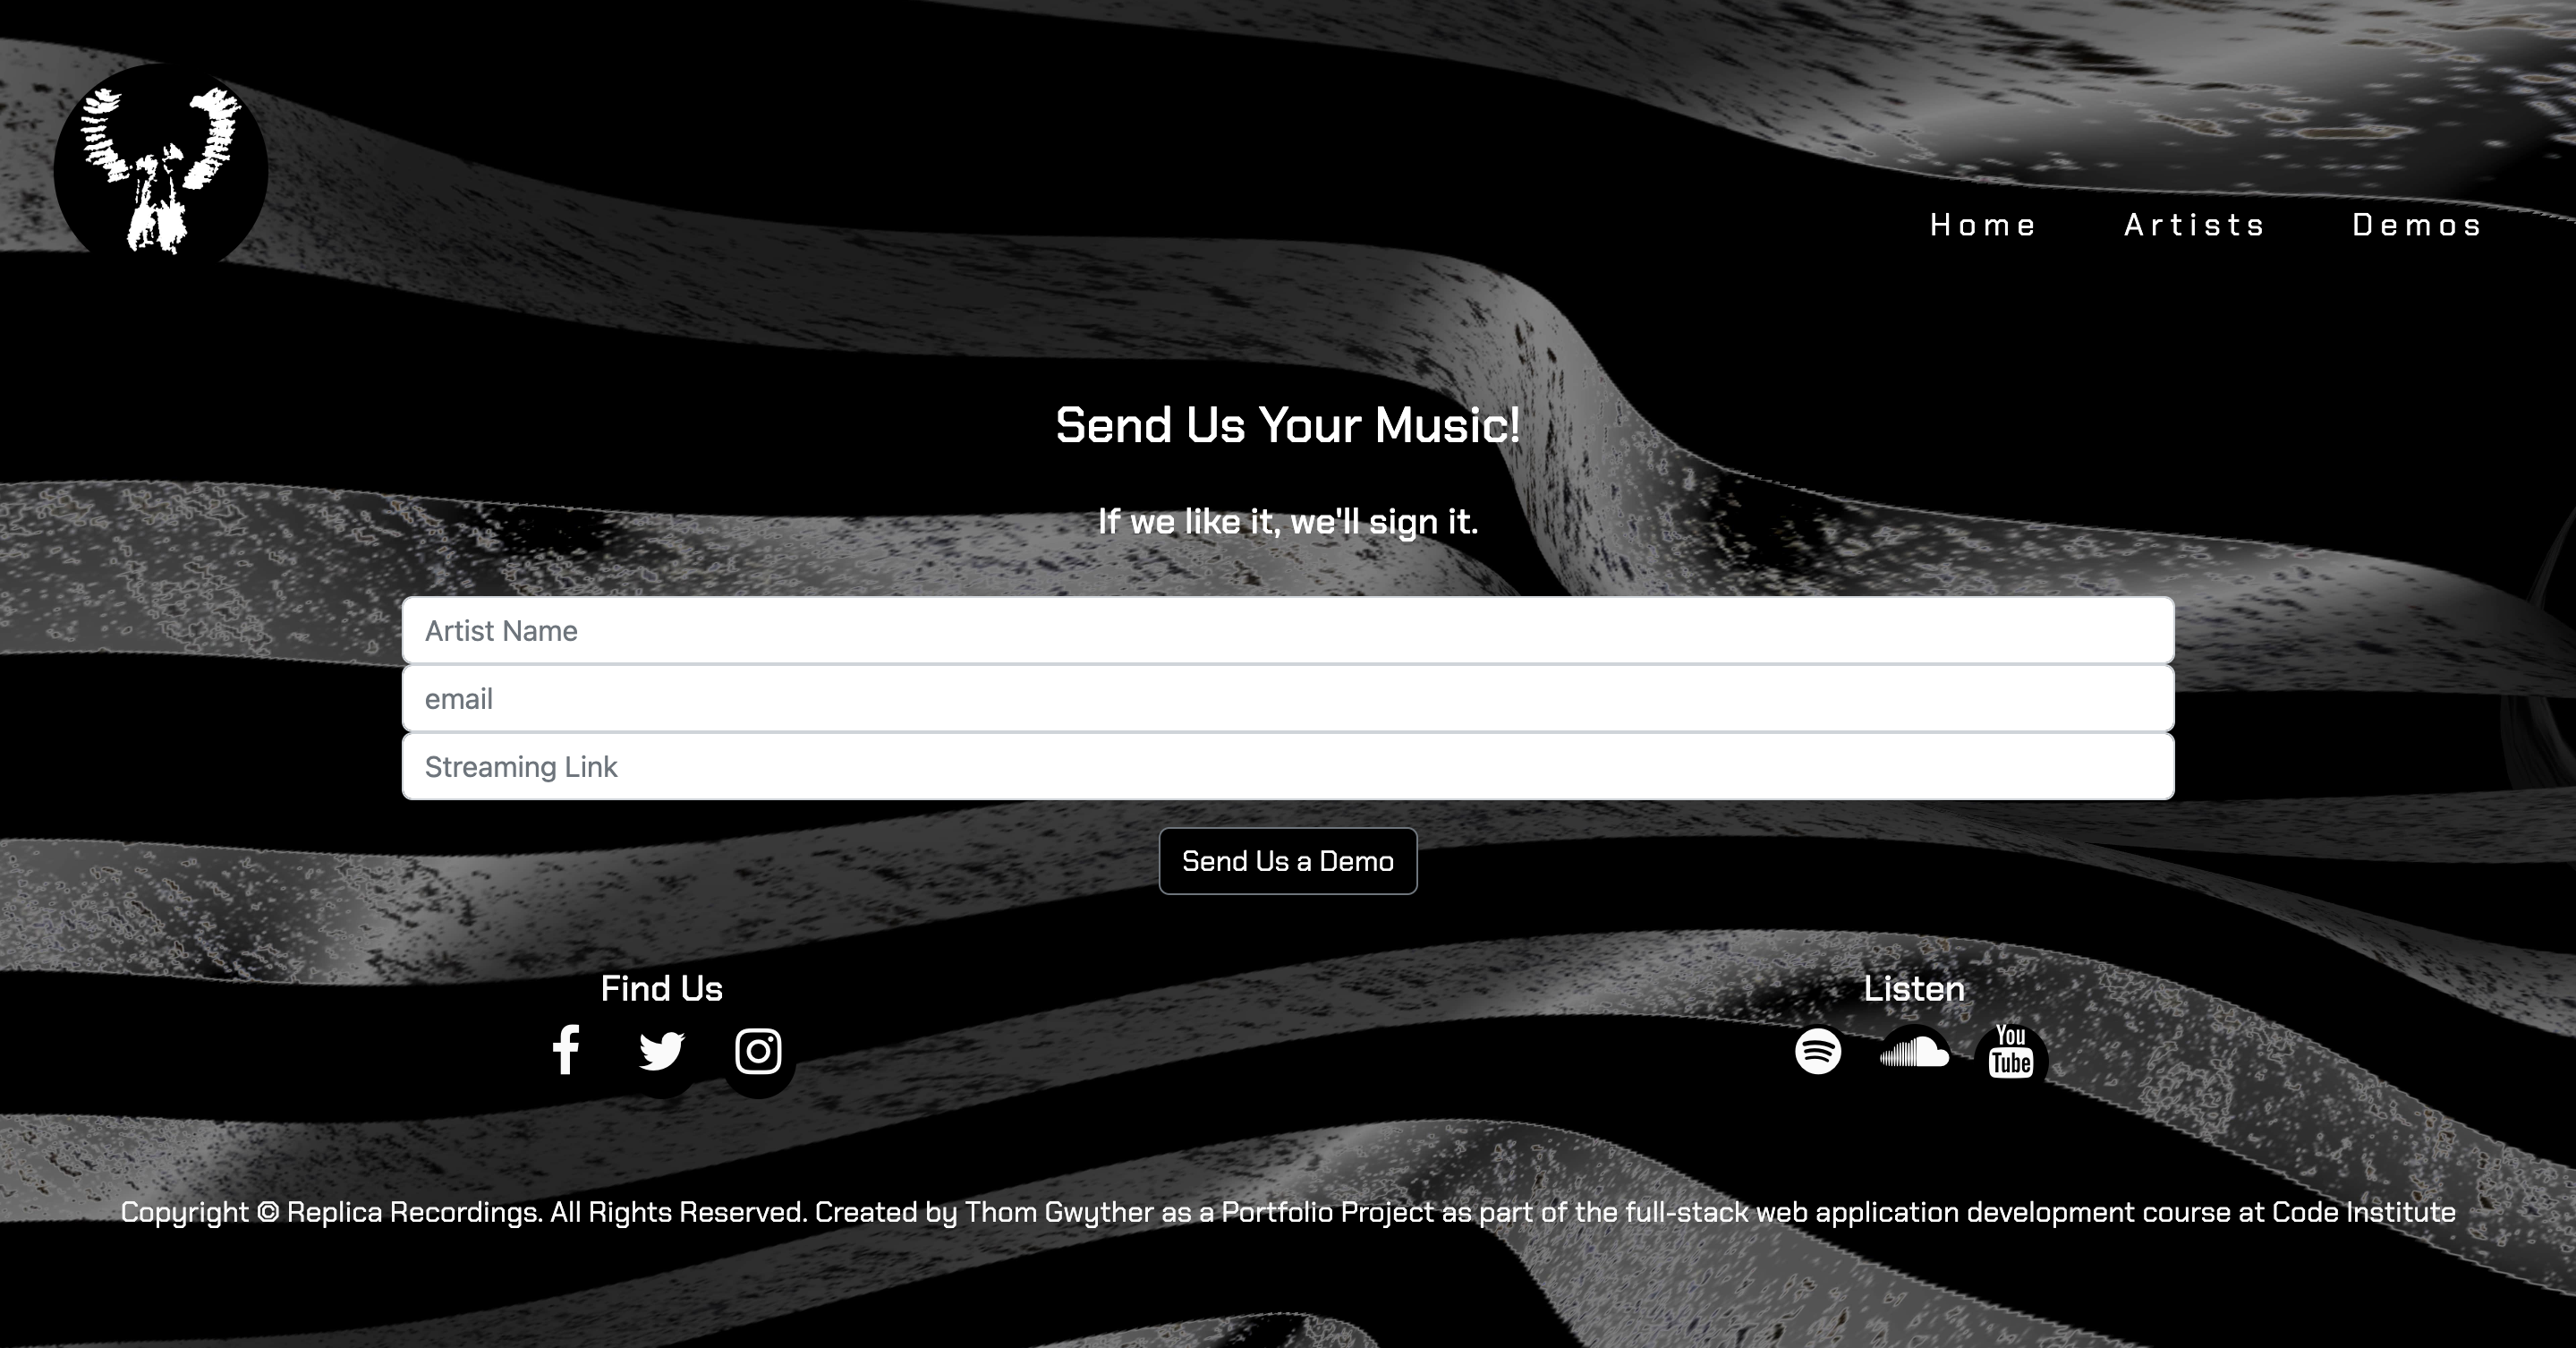 Home Artists Demos
Send Us Your Music!
If we like it, we'll sign it.
Artist Name
email
Streaming Link
Send Us a Demo
Find Us
Listen
You
Tube
Copyright © Replica Recordings. All Rights Reserved. Created by Thom Gwyther as a Portfolio Project as part of the full-stack web application development course at Code Institute